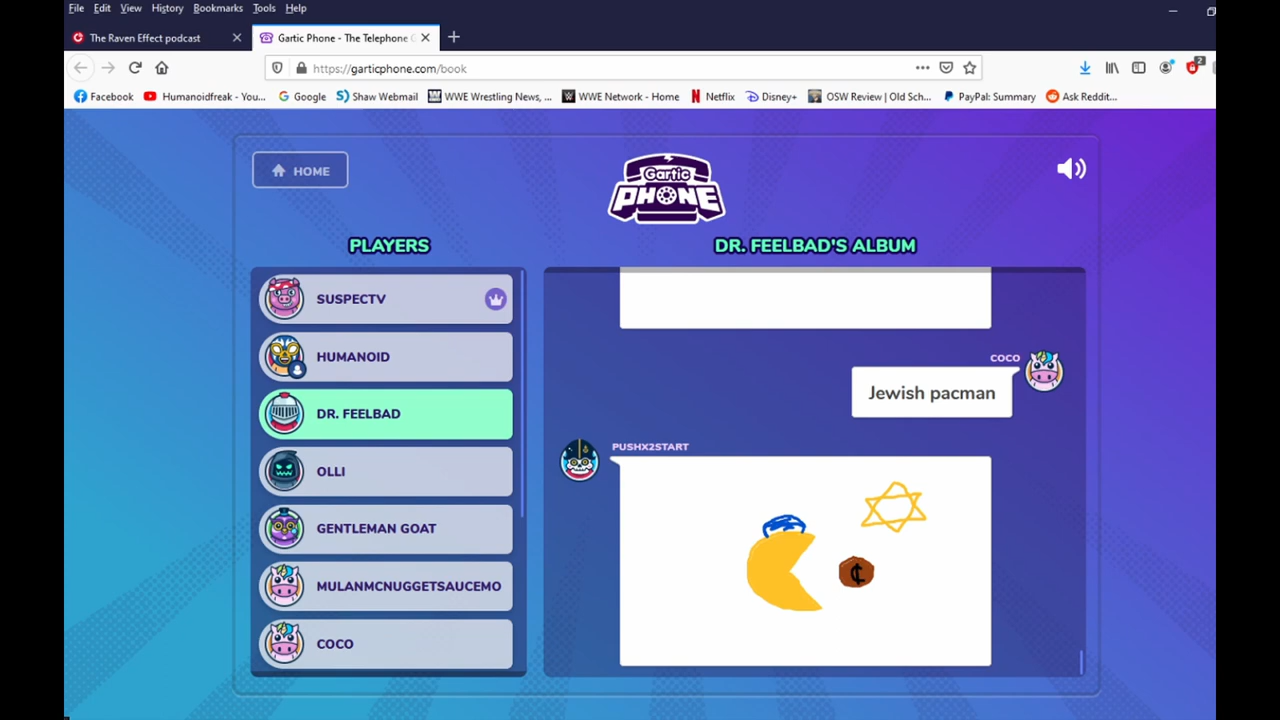 File Edit View History Bookmarks Tools Help
The Raven Effect podcast
Gartic Phone - The Telephone G
https://garticphone.com/book
2
Facebook Humanoidfreak - You... Google Shaw Webmail WWE Wrestling News, ... WWE Network - Home Netflix Disney+ OSW Review | Old Sch... PayPal: Summary Ask Reddit...
HOME
Gartic
PHONE
PLAYERS
SUSPECTV
HUMANOID
DR. FEELBAD
OLLI
GENTLEMAN GOAT
MULANMCNUGGETSAUCEMO
COCO
DR. FEELBAD'S ALBUM
COCO
Jewish pacman
PUSHX2START
¢